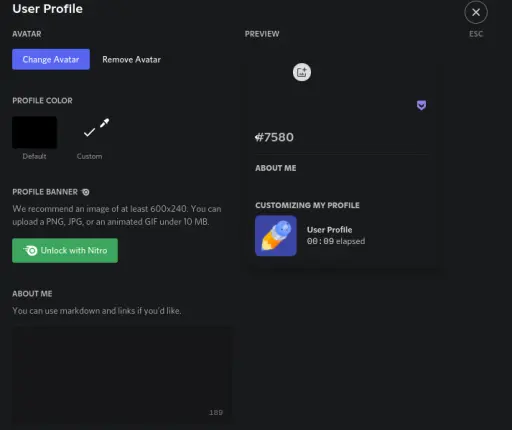 User Profile
AVATAR
Change Avatar
Remove Avatar
PROFILE COLOR
Default
Custom
PROFILE BANNER
We recommend an image of at least 600x240. You can
upload a PNG, JPG, or an animated GIF under 10 MB.
Unlock with Nitro
ABOUT ME
You can use markdown and links if you'd like.
189
PREVIEW
ESC
#7580
ABOUT ME
CUSTOMIZING MY PROFILE
User Profile
00:09 elapsed